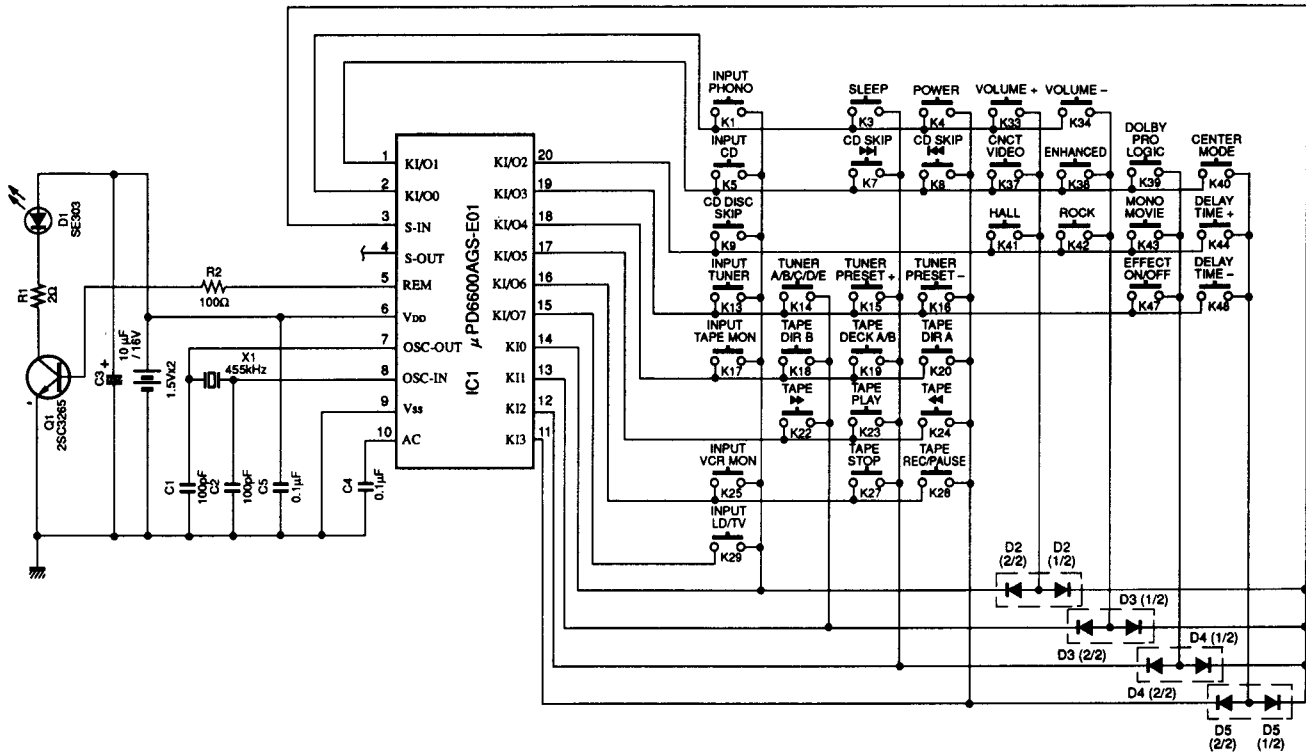 INPUT
PHONO
K1
SLEEP
K3
POWER
K4
VOLUME +
K33
VOLUME –
K34
INPUT
CD
K5
CD SKIP
K7
CD SKIP
K8
CNCT
VIDEO
K37
ENHANCED
K38
DOLBY
PRO
LOGIC
K39
CENTER
MODE
K40
CD DISC
SKIP
K9
HALL
K41
ROCK
K42
MONO
MOVIE
K43
DELAY
TIME +
K44
INPUT
TUNER
K13
TUNER
A/B/C/D/E
K14
TUNER
PRESET +
K15
TUNER
PRESET –
K16
EFFECT
ON/OFF
K47
DELAY
TIME –
K48
INPUT
TAPE MON
K17
TAPE
DIR B
K18
TAPE
DECK A/B
K19
TAPE
DIR A
K20
TAPE
K22
TAPE
PLAY
K23
TAPE
K24
INPUT
VCR MON
K25
TAPE
STOP
K27
TAPE
REC/PAUSE
K28
INPUT
LD/TV
K29
1 KI/O1
2 KI/O0
3 S-IN
4 S-OUT
5 REM
6 VDD
7 OSC-OUT
8 OSC-IN
9 Vss
10 AC
μPD6600AGS-E01
IC1
KI/O2 20
KI/O3 19
KI/O4 18
KI/O5 17
KI/O6 16
KI/O7 15
KI0 14
KI1 13
KI2 12
KI3 11
D1
SE303
R1
2Ω
R2
100Ω
Q1
2SC3265
C3 +
10 μF
/ 16V
1.5V×2
X1
455kHz
C1
100pF
C2
100pF
C5
0.1μF
C4
0.1μF
D2
(2/2)
D2
(1/2)
D3 (1/2)
D3 (2/2)
D4 (1/2)
D4 (2/2)
D5
(2/2)
D5
(1/2)